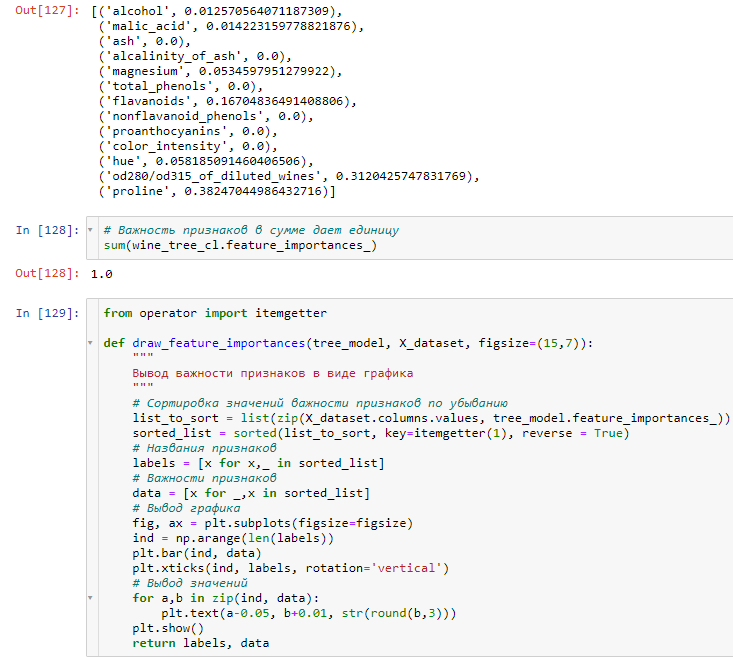 Out[127]: [('alcohol', 0.012570564071187309),
('malic_acid', 0.014223159778821876),
('ash', 0.0),
('alcalinity_of_ash', 0.0),
('magnesium', 0.0534597951279922),
('total_phenols', 0.0),
('flavanoids', 0.16704836491408806),
('nonflavanoid_phenols', 0.0),
('proanthocyanins', 0.0),
('color_intensity', 0.0),
('hue', 0.058185091460406506),
('od280/od315_of_diluted_wines', 0.3120425747831769),
('proline', 0.38247044986432716)]
In [128]: # Важность признаков в сумме дает единицу
sum(wine_tree_cl.feature_importances_)
Out[128]: 1.0
In [129]: from operator import itemgetter
def draw_feature_importances(tree_model, X_dataset, figsize=(15,7)):
"""
Вывод важности признаков в виде графика
"""
# Сортировка значений важности признаков по убыванию
list_to_sort = list(zip(X_dataset.columns.values, tree_model.feature_importances_))
sorted_list = sorted(list_to_sort, key=itemgetter(1), reverse = True)
# Названия признаков
labels = [x for x,_ in sorted_list]
# Важности признаков
data = [x for _,x in sorted_list]
# Вывод графика
fig, ax = plt.subplots(figsize=figsize)
ind = np.arange(len(labels))
plt.bar(ind, data)
plt.xticks(ind, labels, rotation='vertical')
# Вывод значений
for a,b in zip(ind, data):
plt.text(a-0.05, b+0.01, str(round(b,3)))
plt.show()
return labels, data